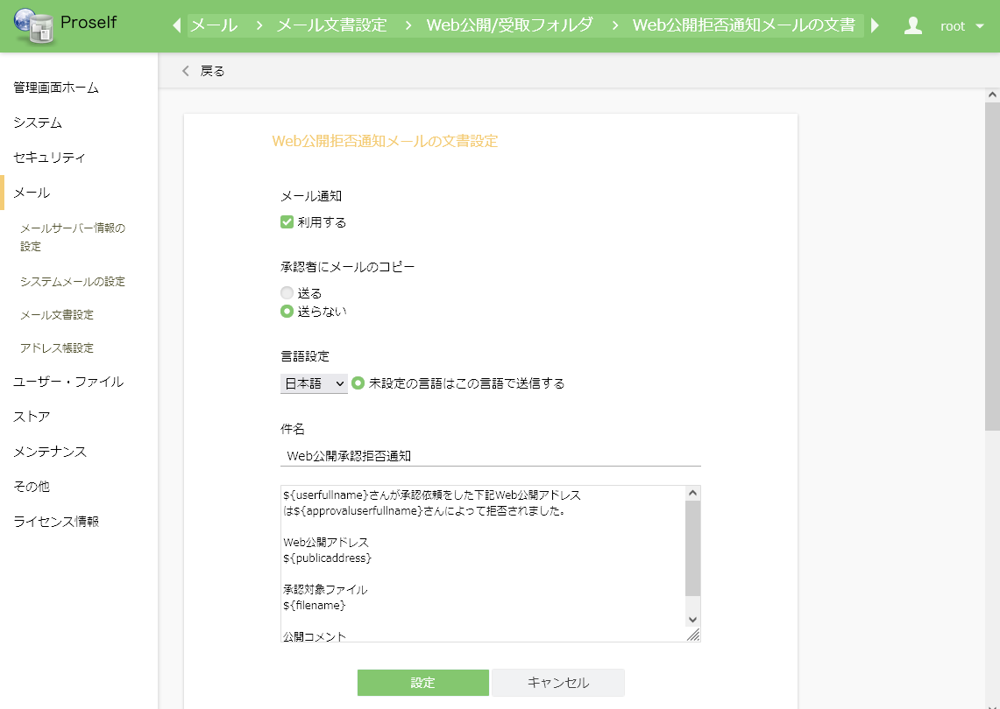 Proself
メール > メール文書設定 > Web公開/受取フォルダ > Web公開拒否通知メールの文書
root
戻る
管理画面ホーム
システム
セキュリティ
メール
メールサーバー情報の
設定
システムメールの設定
メール文書設定
アドレス帳設定
ユーザー・ファイル
ストア
メンテナンス
その他
ライセンス情報
Web公開拒否通知メールの文書設定
メール通知
利用する
承認者にメールのコピー
送る
送らない
言語設定
日本語 未設定の言語はこの言語で送信する
件名
Web公開承認拒否通知
${userfullname}さんが承認依頼をした下記Web公開アドレス
は${approvaluserfullname}さんによって拒否されました。
Web公開アドレス
${publicaddress}
承認対象ファイル
${filename}
公開コメント
設定 キャンセル